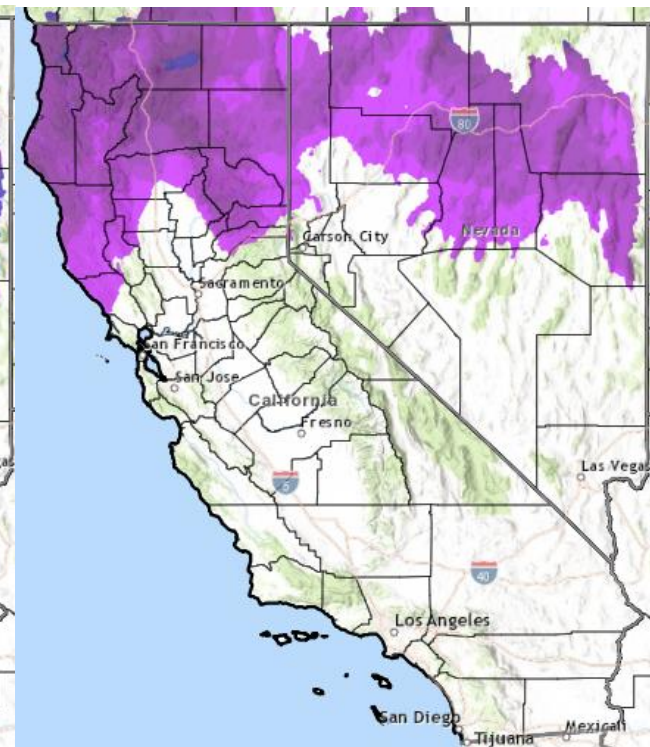 80
Nevada
Carson City
Sacramento
San Francisco
San Jose
California
Fresno
Las Vegas
5
40
Los Angeles
San Diego
Tijuana
Mexicali
as